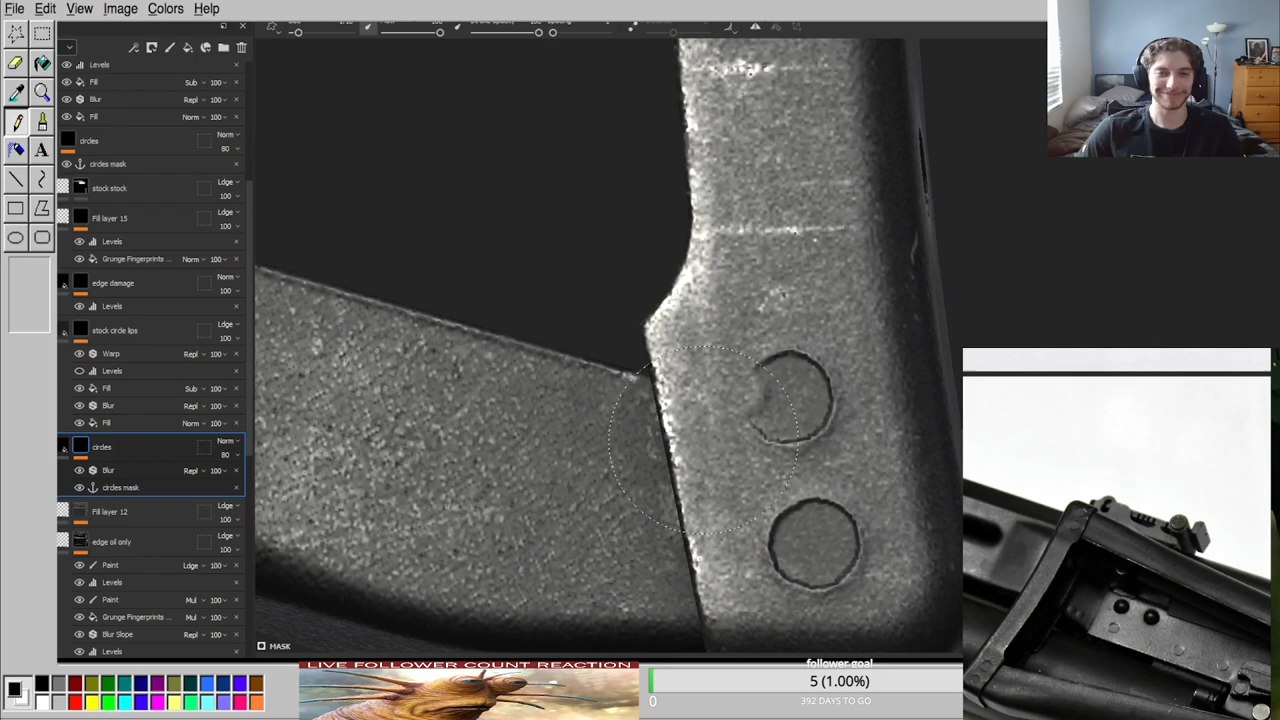 File Edit View Image Colors Help
Levels
Fill Sub 100
Blur Repl 100
Fill Norm 100
circles Norm
80
circles mask
stock stock Ldge
100
Fill layer 15 Ldge
100
Levels
Grunge Fingerprints ... Norm 100
edge damage Norm
100
Levels
stock circle lips Ldge
100
Warp Repl 100
Levels
Fill Sub 100
Blur Repl 100
Fill Norm 100
circles Norm
80
Blur Repl 100
circles mask
Fill layer 12 Ldge
100
edge oil only Ldge
100
Paint Ldge 100
Levels
Paint Mul 100
Grunge Fingerprints ... Mul 100
Blur Slope Repl 100
Levels
MASK
A
LIVE FOLLOWER COUNT REACTION
follower goal
5 (1.00%)
0
392 DAYS TO GO